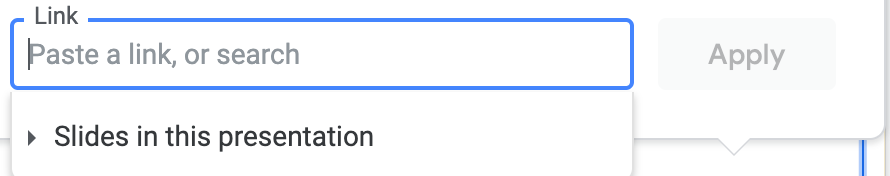 Link
Paste a link, or search
Apply
Slides in this presentation